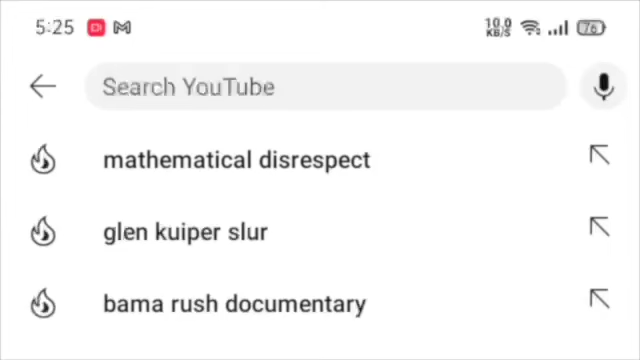 5:25 10.0 KB/S 76
Search YouTube
mathematical disrespect
glen kuiper slur
bama rush documentary